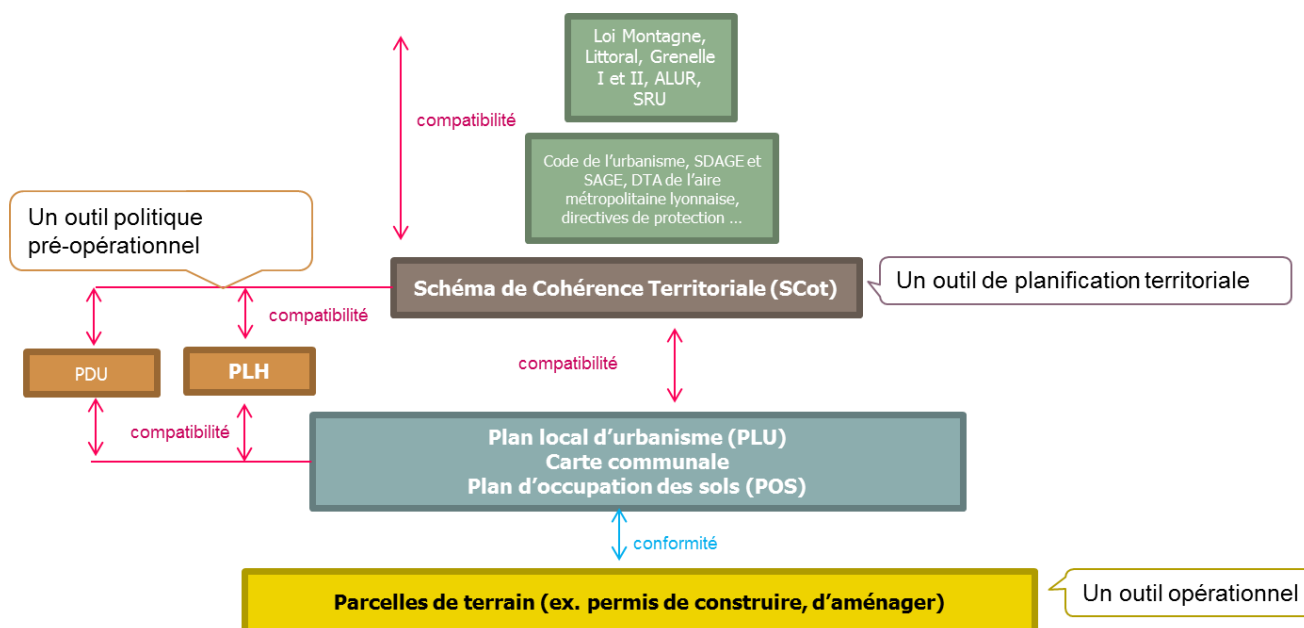 Loi Montagne,
Littoral, Grenelle
I et II, ALUR,
SRU
compatibilité
Code de l'urbanisme, SDAGE et
SAGE, DTA de l'aire
métropolitaine lyonnaise,
directives de protection ...
Un outil politique
pré-opérationnel
Schéma de Cohérence Territoriale (SCot)
Un outil de planification territoriale
compatibilité
PDU
PLH
compatibilité
compatibilité
Plan local d'urbanisme (PLU)
Carte communale
Plan d'occupation des sols (POS)
conformité
Parcelles de terrain (ex. permis de construire, d'aménager)
Un outil opérationnel